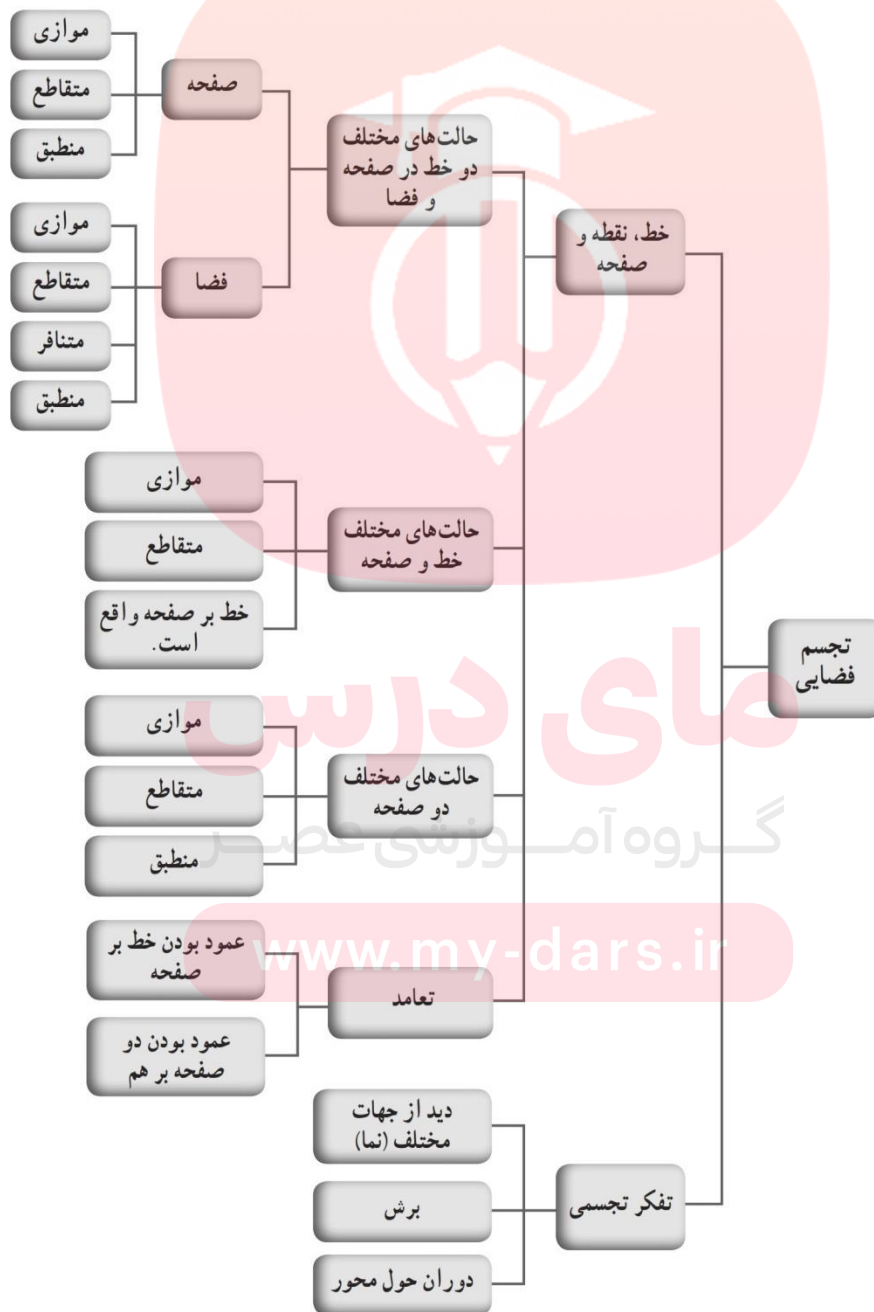 تجسم
فضایی
خط، نقطه و
صفحه
حالت‌های مختلف
دو خط در صفحه
و فضا
صفحه
موازی
متقاطع
منطبق
فضا
موازی
متقاطع
متنافر
منطبق
حالت‌های مختلف
خط و صفحه
موازی
متقاطع
خط بر صفحه واقع
است.
حالت‌های مختلف
دو صفحه
موازی
متقاطع
منطبق
تعامد
عمود بودن خط بر
صفحه
عمود بودن دو
صفحه بر هم
تفکر تجسمی
دید از جهات
مختلف (نما)
برش
دوران حول محور
مای درس
گروه آموزشی عصر
www.my-dars.ir